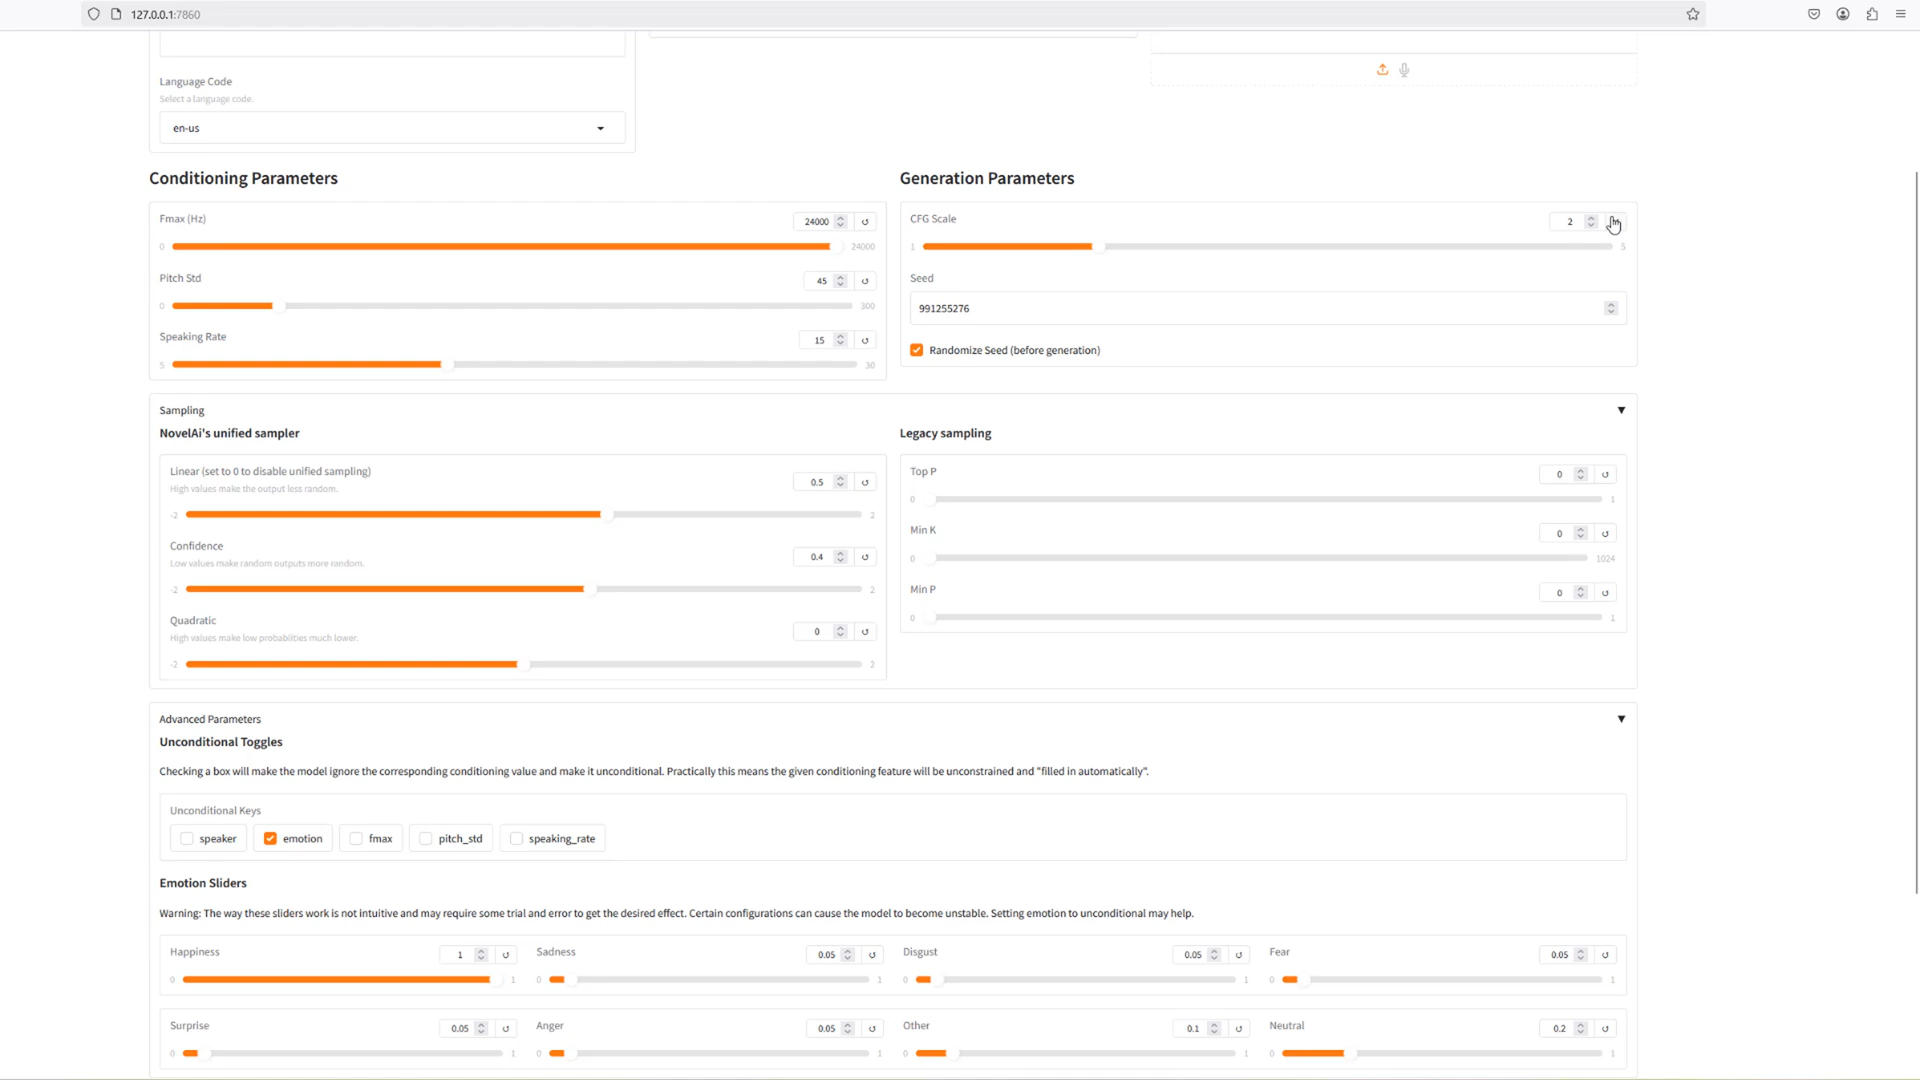 127.0.0.1:7860
Language Code
Select a language code.
en-us
Conditioning Parameters
Fmax (Hz)
24000
0
24000
Pitch Std
45
0
300
Speaking Rate
15
5
30
Generation Parameters
CFG Scale
2
1
5
Seed
991255276
Randomize Seed (before generation)
Sampling
NovelAi's unified sampler
Linear (set to 0 to disable unified sampling)
High values make the output less random.
0.5
-2
2
Confidence
Low values make random outputs more random.
0.4
-2
2
Quadratic
High values make low probablities much lower.
0
-2
2
Legacy sampling
Top P
0
0
1
Min K
0
0
1024
Min P
0
0
1
Advanced Parameters
Unconditional Toggles
Checking a box will make the model ignore the corresponding conditioning value and make it unconditional. Practically this means the given conditioning feature will be unconstrained and "filled in automatically".
Unconditional Keys
speaker emotion fmax pitch_std speaking_rate
Emotion Sliders
Warning: The way these sliders work is not intuitive and may require some trial and error to get the desired effect. Certain configurations can cause the model to become unstable. Setting emotion to unconditional may help.
Happiness 1 Sadness 0.05 Disgust 0.05 Fear 0.05
0 1 0 1 0 1 0 1
Surprise 0.05 Anger 0.05 Other 0.1 Neutral 0.2
0 1 0 1 0 1 0 1